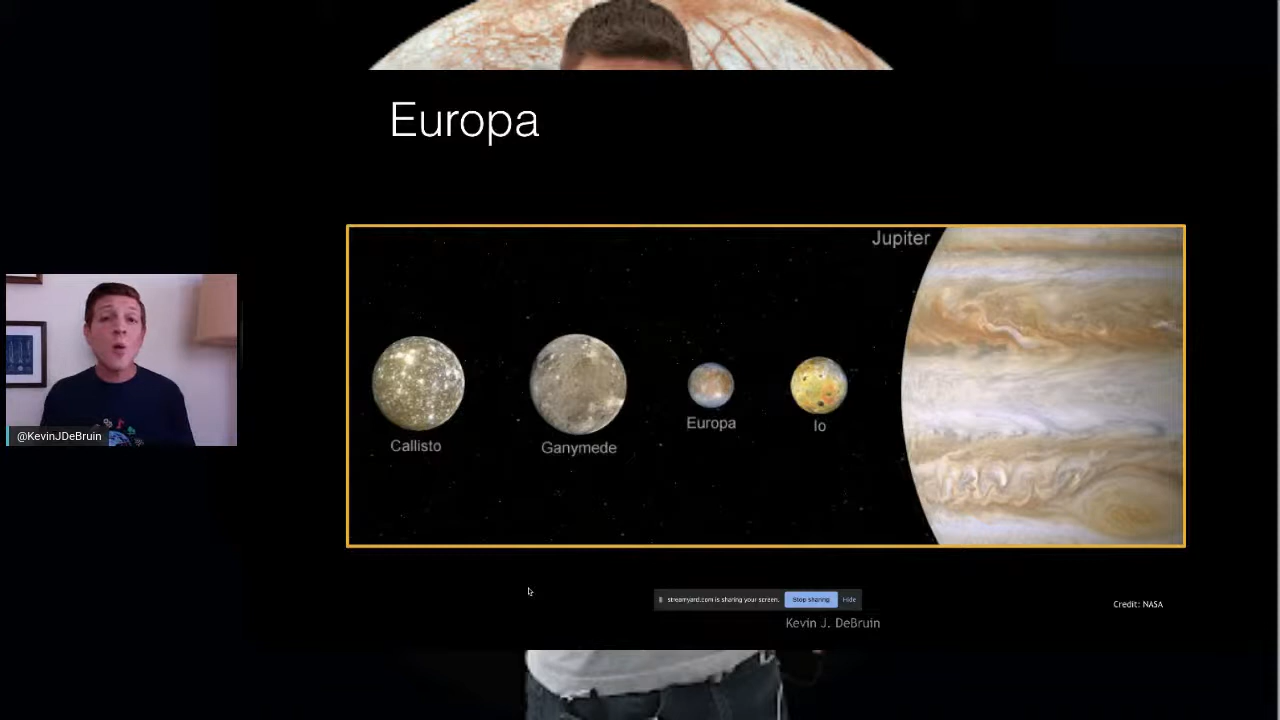 Europa
Jupiter
Callisto
Ganymede
Europa
Io
@KevinJDeBruin
streamyard.com is sharing your screen.
Stop sharing
Hide
Credit: NASA
Kevin J. DeBruin